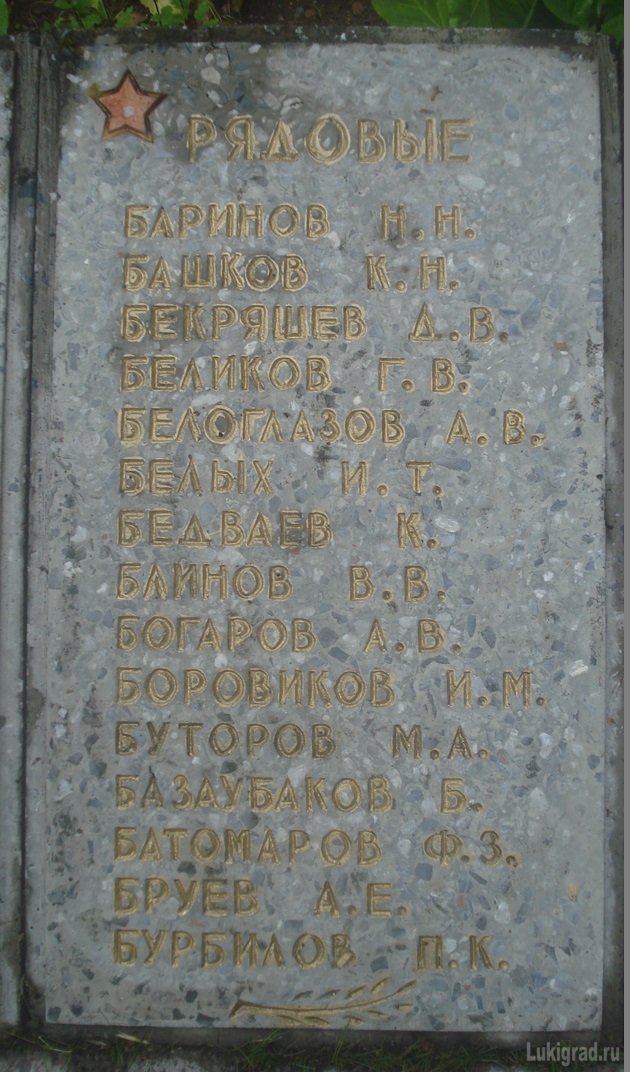 РЯДОВЫЕ
БАРИНОВ Н.Н.
БАШКОВ К.Н.
БЕКРЯШЕВ Д.В.
БЕЛИКОВ Г.В.
БЕЛОГЛАЗОВ А.В.
БЕЛЫХ И.Т.
БЕДВАЕВ К.
БЛИНОВ В.В.
БОГАРОВ А.В.
БОРОВИКОВ И.М.
БУТОРОВ М.А.
БАЗАУБАКОВ Б.
БАТОМАРОВ Ф.З.
БРУЕВ А.Е.
БУРБИЛОВ П.К.
Lukigrad.ru